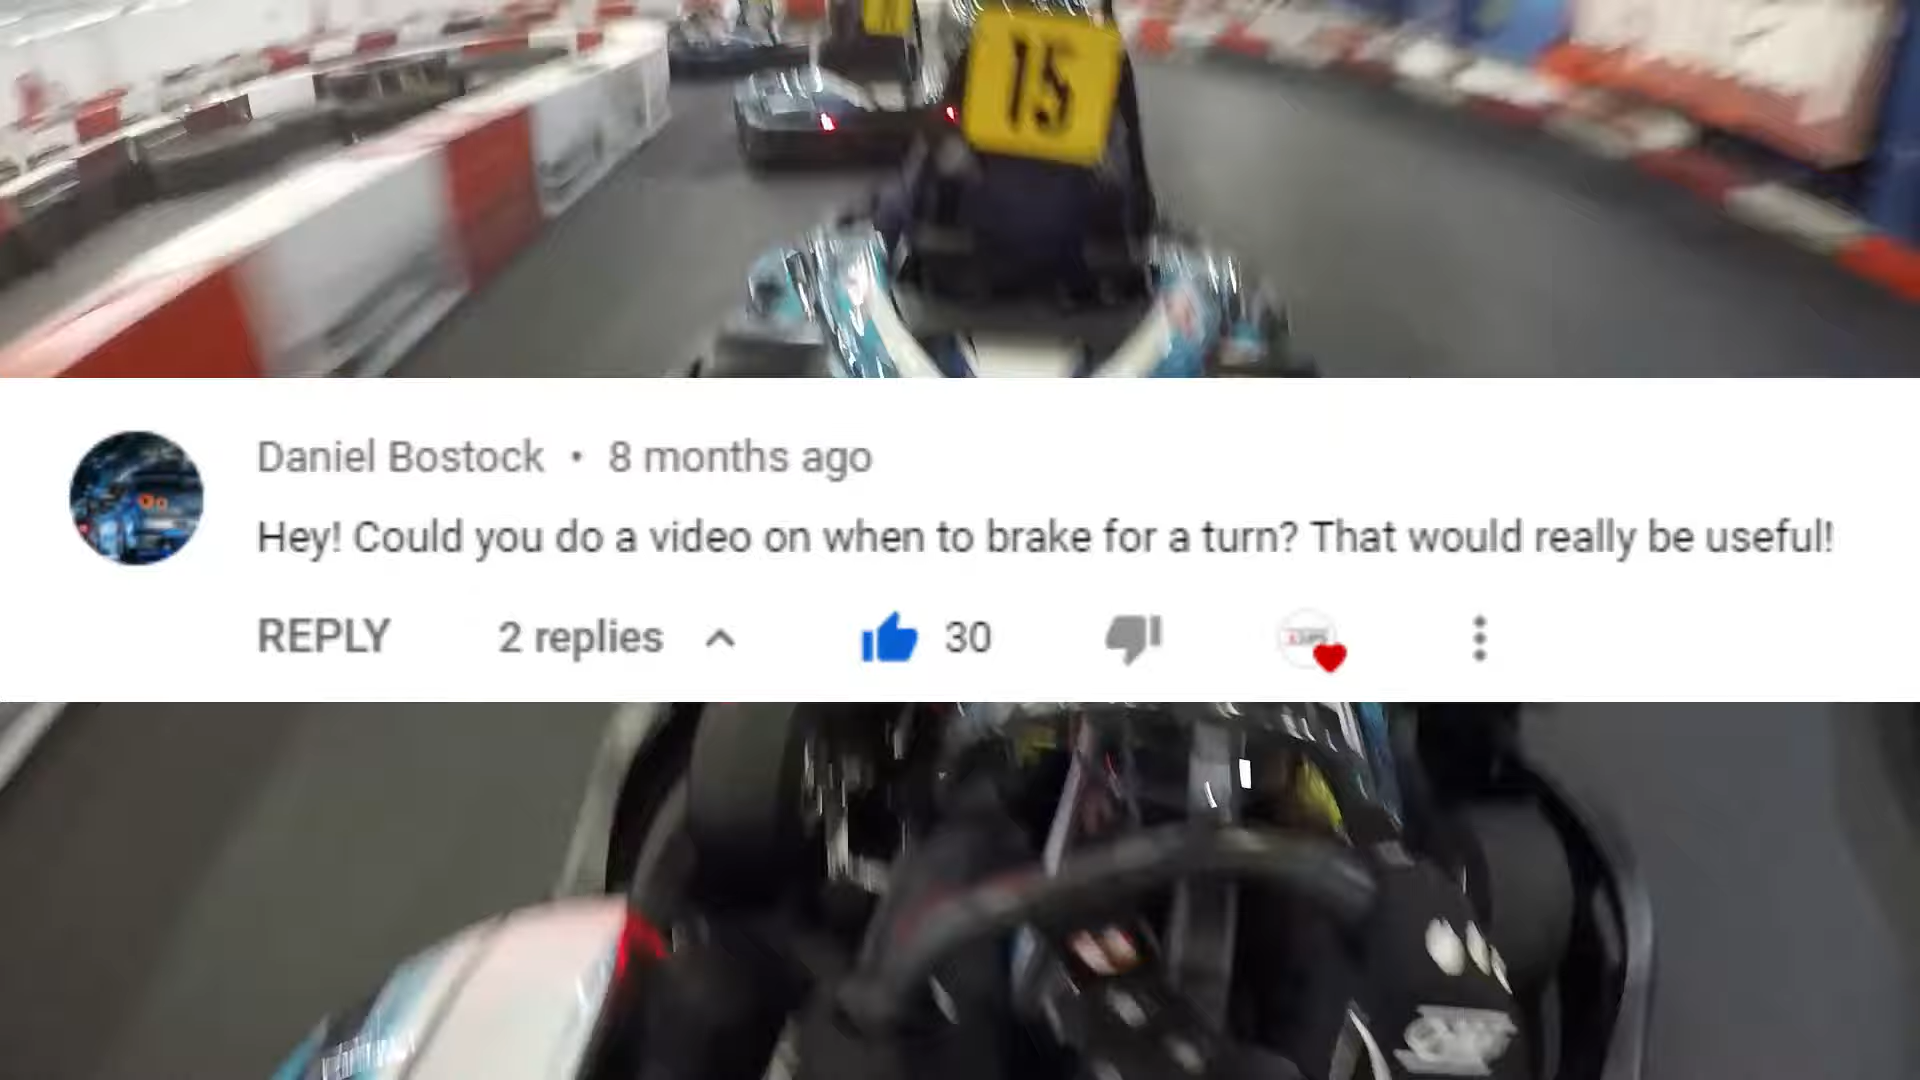 15
Daniel Bostock • 8 months ago
Hey! Could you do a video on when to brake for a turn? That would really be useful!
REPLY 2 replies 30